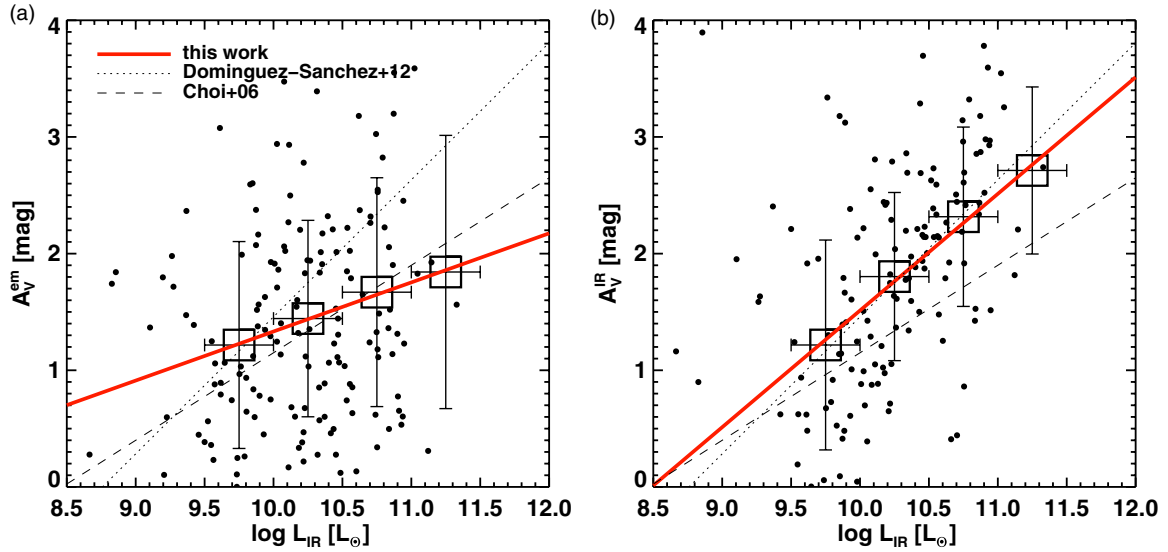 (a)
this work
Dominguez-Sanchez+12
Choi+06
4
3
2
1
0
A_V^em [mag]
8.5 9.0 9.5 10.0 10.5 11.0 11.5 12.0
log L_IR [L_⊙]
(b)
4
3
2
1
0
A_V^IR [mag]
8.5 9.0 9.5 10.0 10.5 11.0 11.5 12.0
log L_IR [L_⊙]